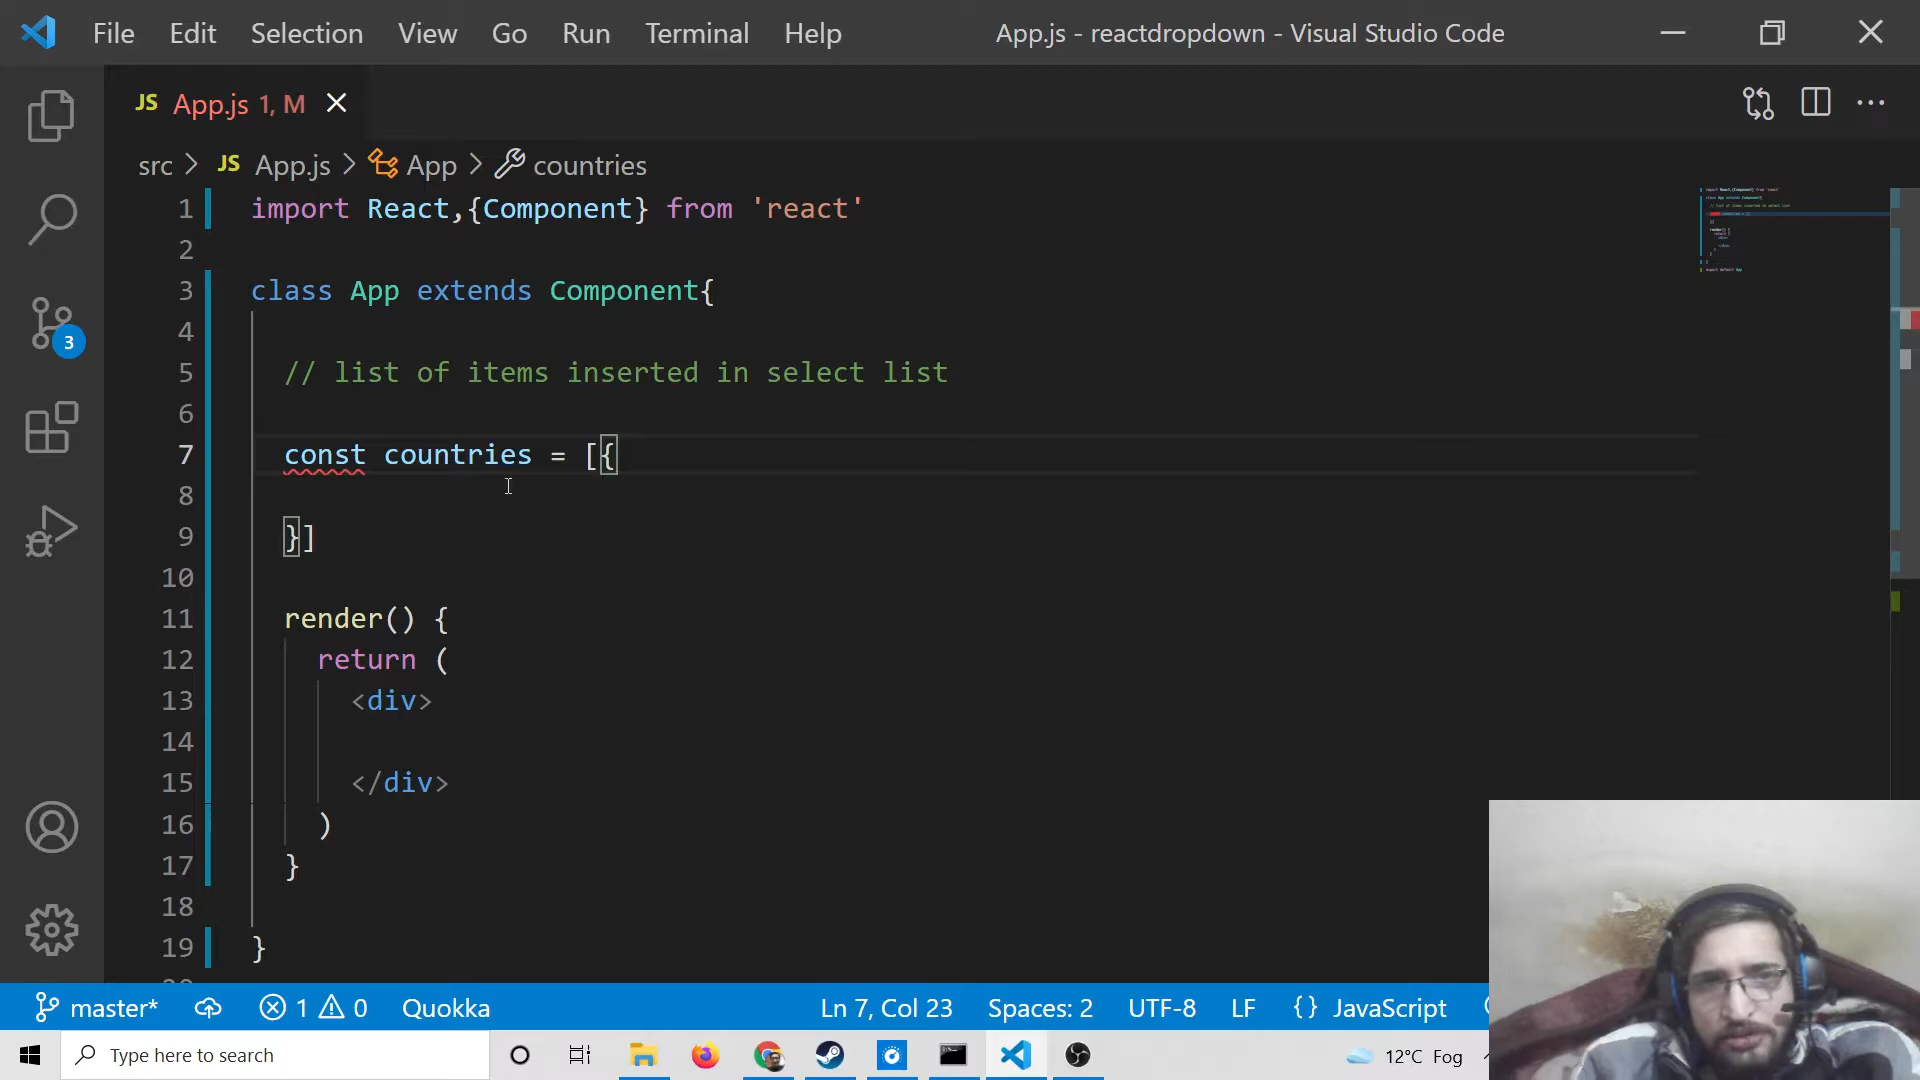 File Edit Selection View Go Run Terminal Help App.js - reactdropdown - Visual Studio Code
JS App.js 1, M
src > JS App.js > App > countries
1 import React,{Component} from 'react'
2
3 class App extends Component{
4
5 // list of items inserted in select list
6
7 const countries = [{
8
9 }]
10
11 render() {
12 return (
13 <div>
14
15 </div>
16 )
17 }
18
19 }
3
master* 1 0 Quokka Ln 7, Col 23 Spaces: 2 UTF-8 LF {} JavaScript
Type here to search 12°C Fog